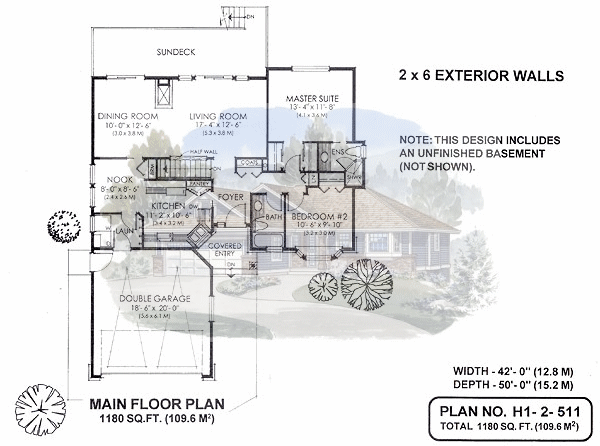 DN
SUNDECK
2 x 6 EXTERIOR WALLS
DINING ROOM
10'- 0" x 12'- 6"
(3.0 x 3.8 M)
LIVING ROOM
17'- 4" x 12'- 6"
(5.3 x 3.8 M)
MASTER SUITE
13'- 4" x 11'- 8"
(4.1 x 3.6 M)
NOTE: THIS DESIGN INCLUDES
AN UNFINISHED BASEMENT
(NOT SHOWN).
HALF WALL
COATS
ENS
SHWR
NOOK
8'- 0" x 8'- 6"
(2.4 x 2.6 M)
PANTRY
KITCHEN
11'- 2" x 10'- 6"
(3.4 x 3.2 M)
DW
FOYER
BATH
BEDROOM #2
10'- 6" x 9'- 10"
(3.2 x 3.0 M)
LAUN
COVERED
ENTRY
DN
DOUBLE GARAGE
18'- 6" x 20'- 0"
(5.6 x 6.1 M)
WIDTH - 42'- 0" (12.8 M)
DEPTH - 50'- 0" (15.2 M)
MAIN FLOOR PLAN
1180 SQ.FT. (109.6 M²)
PLAN NO. H1- 2- 511
TOTAL 1180 SQ.FT. (109.6 M²)